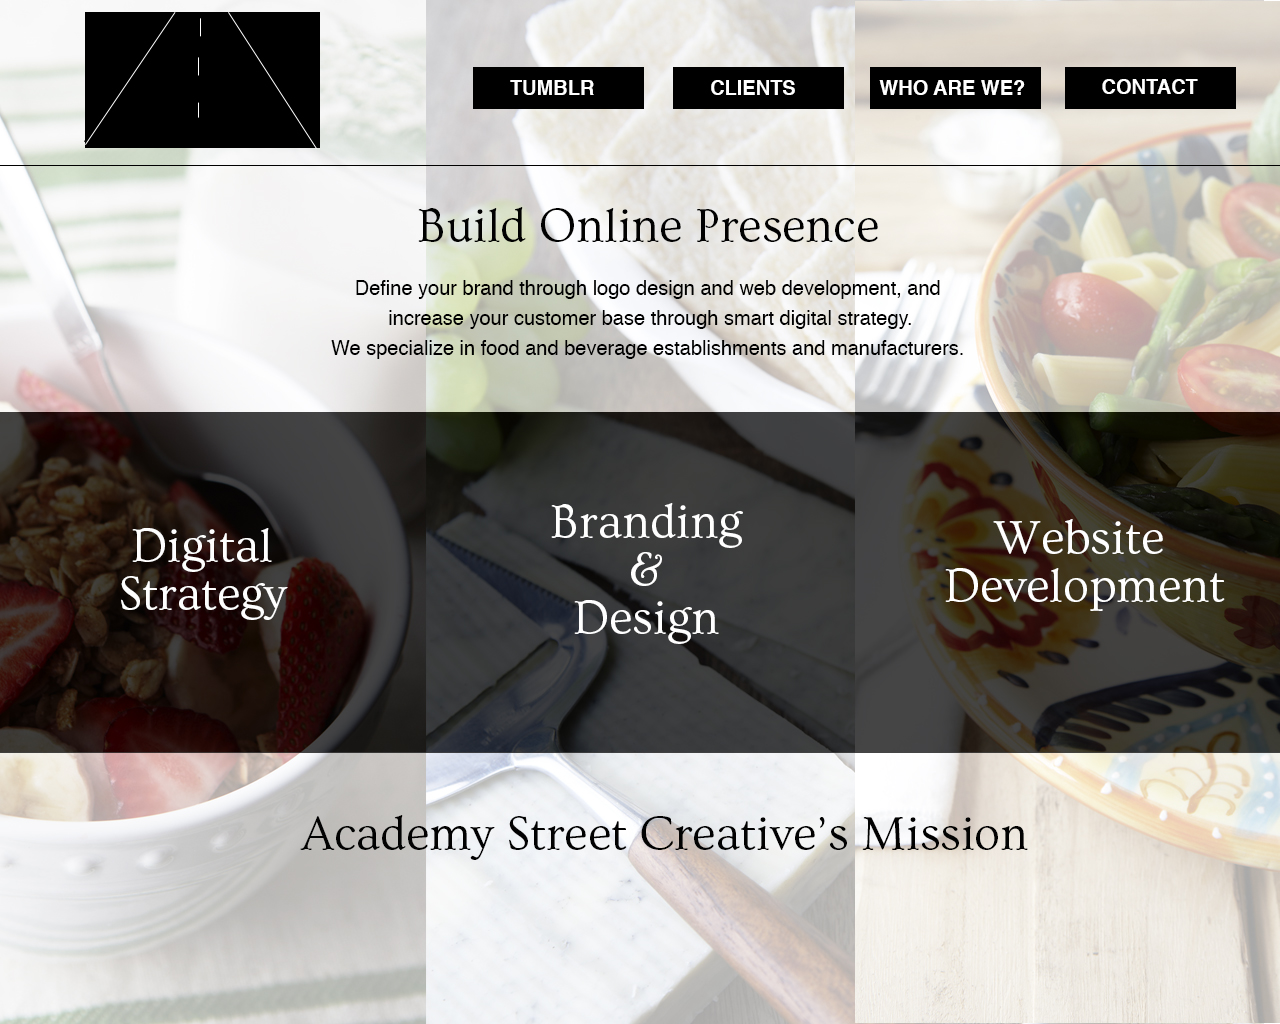 TUMBLR
CLIENTS
WHO ARE WE?
CONTACT
Build Online Presence
Define your brand through logo design and web development, and
increase your customer base through smart digital strategy.
We specialize in food and beverage establishments and manufacturers.
Digital
Strategy
Branding
&
Design
Website
Development
Academy Street Creative’s Mission